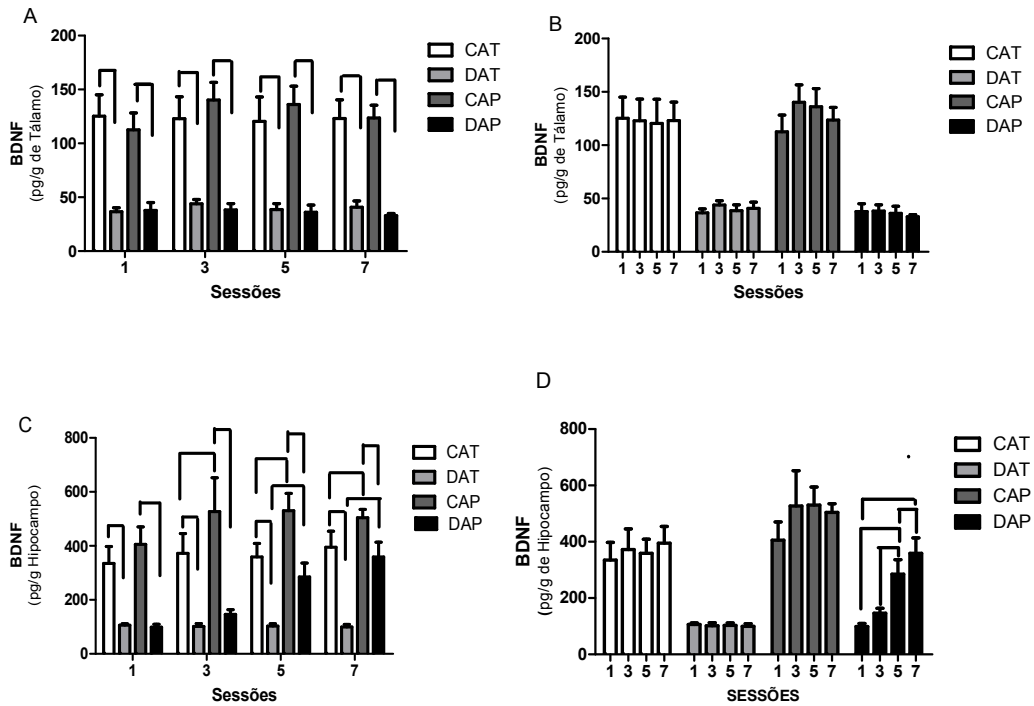 A
200
150
100
50
0
BDNF
(pg/g de Tálamo)
1 3 5 7
Sessões
CAT
DAT
CAP
DAP
B
200
150
100
50
0
BDNF
(pg/g de Tálamo)
1 3 5 7 1 3 5 7 1 3 5 7 1 3 5 7
Sessões
CAT
DAT
CAP
DAP
C
800
600
400
200
0
BDNF
(pg/g Hipocampo)
1 3 5 7
Sessões
CAT
DAT
CAP
DAP
D
800
600
400
200
0
BDNF
(pg/g de Hipocampo)
1 3 5 7 1 3 5 7 1 3 5 7 1 3 5 7
SESSÕES
CAT
DAT
CAP
DAP